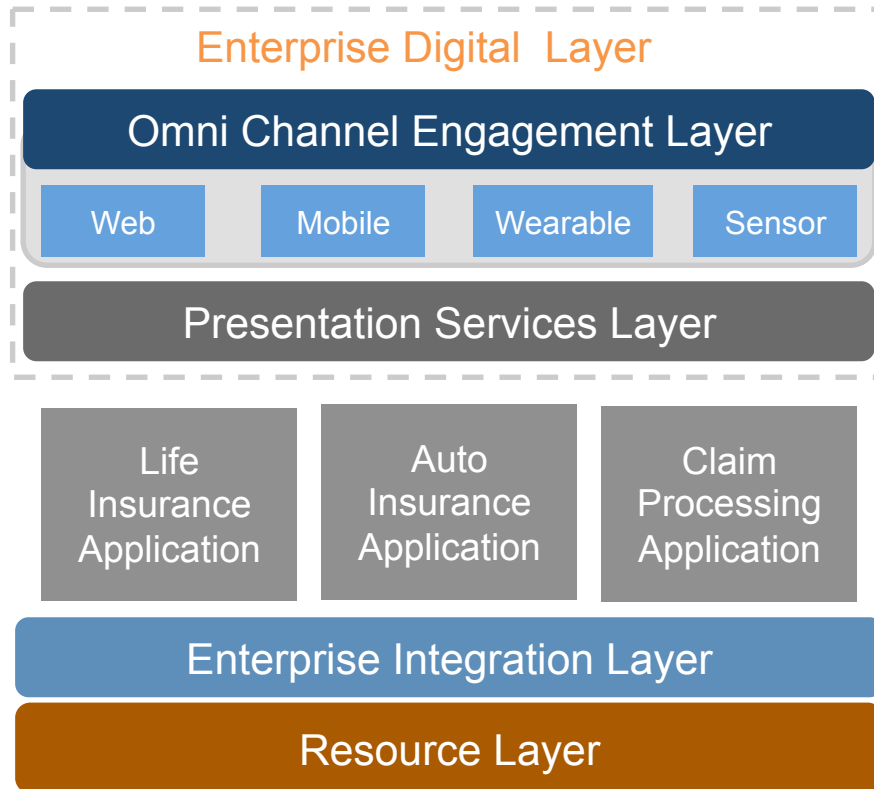 Enterprise Digital  Layer
Omni Channel Engagement Layer
Web
Mobile
Wearable
Sensor
Presentation Services Layer
Life
Insurance
Application
Auto
Insurance
Application
Claim
Processing
Application
Enterprise Integration Layer
Resource Layer